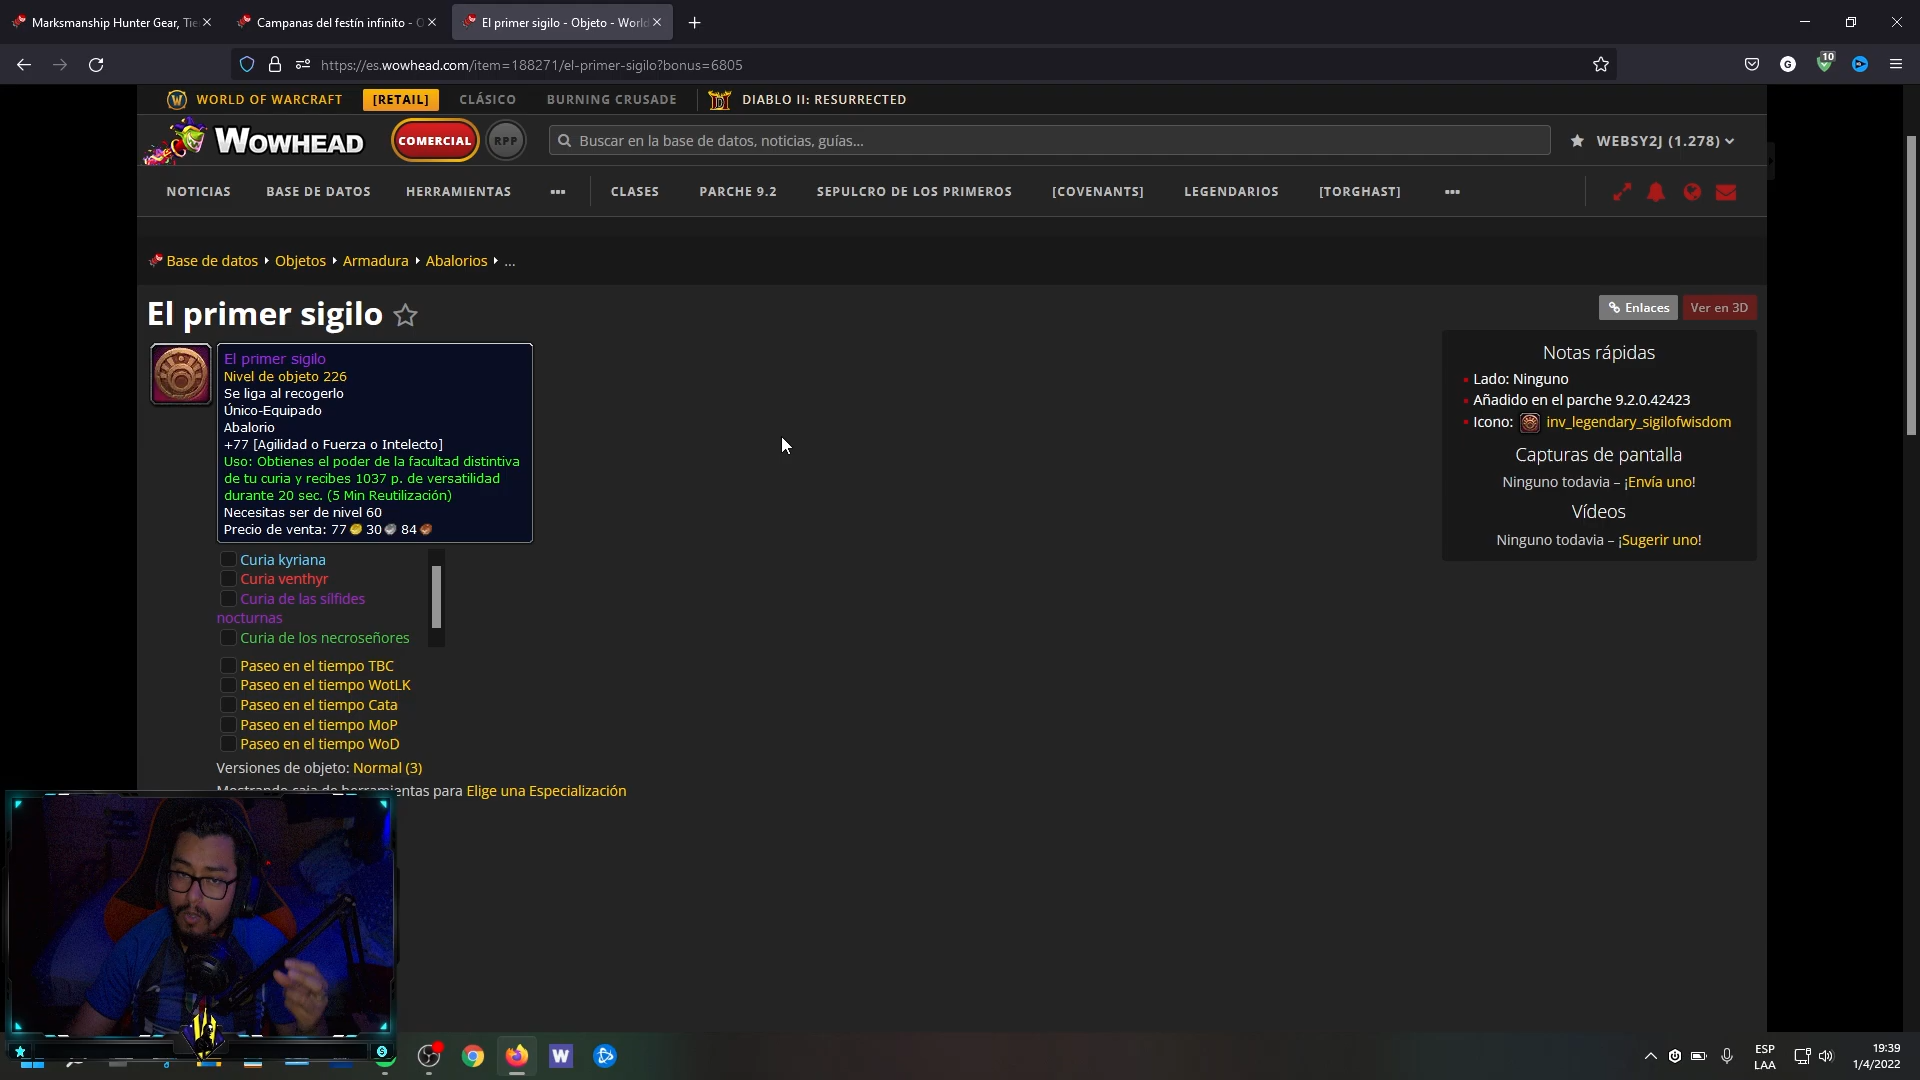 Marksmanship Hunter Gear, Tie
Campanas del festín infinito - O
El primer sigilo - Objeto - World
https://es.wowhead.com/item=188271/el-primer-sigilo?bonus=6805
10
WORLD OF WARCRAFT
[RETAIL]
CLÁSICO
BURNING CRUSADE
DIABLO II: RESURRECTED
WOWHEAD
COMERCIAL
RPP
Buscar en la base de datos, noticias, guías...
WEBSY2J (1.278)
NOTICIAS
BASE DE DATOS
HERRAMIENTAS
CLASES
PARCHE 9.2
SEPULCRO DE LOS PRIMEROS
[COVENANTS]
LEGENDARIOS
[TORGHAST]
Base de datos
Objetos
Armadura
Abalorios
...
El primer sigilo
Enlaces
Ver en 3D
El primer sigilo
Nivel de objeto 226
Se liga al recogerlo
Único-Equipado
Abalorio
+77 [Agilidad o Fuerza o Intelecto]
Uso: Obtienes el poder de la facultad distintiva
de tu curia y recibes 1037 p. de versatilidad
durante 20 sec. (5 Min Reutilización)
Necesitas ser de nivel 60
Precio de venta: 77 30 84
Curia kyriana
Curia venthyr
Curia de las sílfides
nocturnas
Curia de los necroseñores
Paseo en el tiempo TBC
Paseo en el tiempo WotLK
Paseo en el tiempo Cata
Paseo en el tiempo MoP
Paseo en el tiempo WoD
Versiones de objeto: Normal (3)
Mostrando caja de herramientas para Elige una Especialización
Notas rápidas
Lado: Ninguno
Añadido en el parche 9.2.0.42423
Icono: inv_legendary_sigilofwisdom
Capturas de pantalla
Ninguno todavia – ¡Envía uno!
Vídeos
Ninguno todavia – ¡Sugerir uno!
ESP
LAA
19:39
1/4/2022